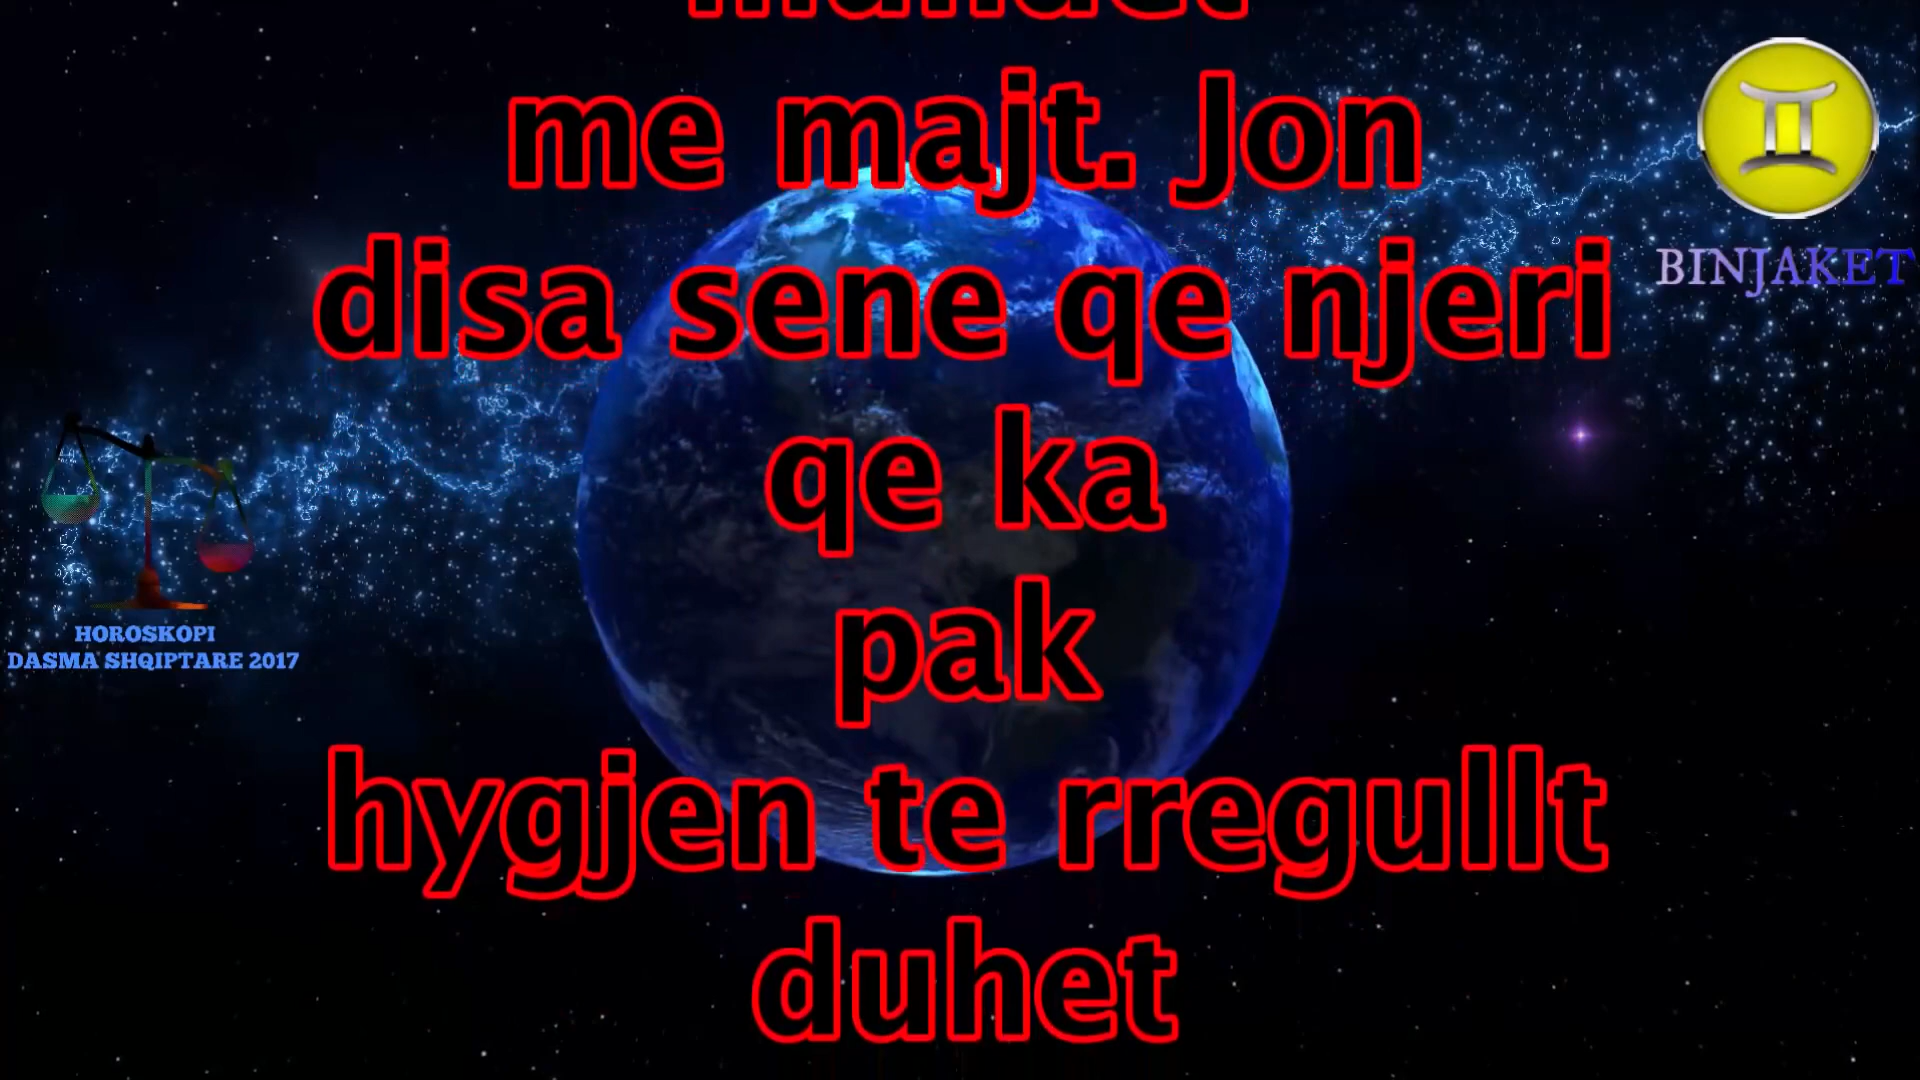 me majt. Jon
disa sene qe njeri
qe ka
pak
hygjen te rregullt
duhet
BINJAKET
HOROSKOPI
DASMA SHQIPTARE 2017